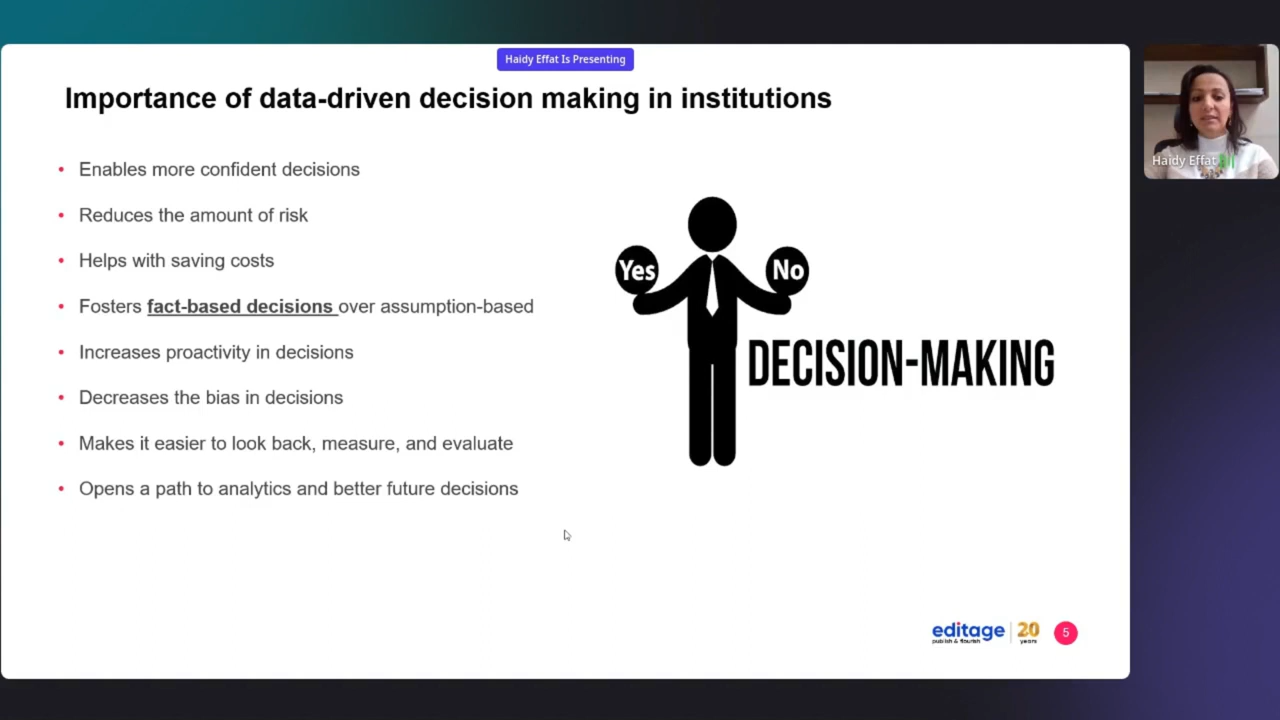 Haidy Effat Is Presenting
Importance of data-driven decision making in institutions
• Enables more confident decisions
• Reduces the amount of risk
• Helps with saving costs
• Fosters fact-based decisions over assumption-based
• Increases proactivity in decisions
• Decreases the bias in decisions
• Makes it easier to look back, measure, and evaluate
• Opens a path to analytics and better future decisions
Yes
No
DECISION-MAKING
editage
publish & flourish
20
years
5
Haidy Effat